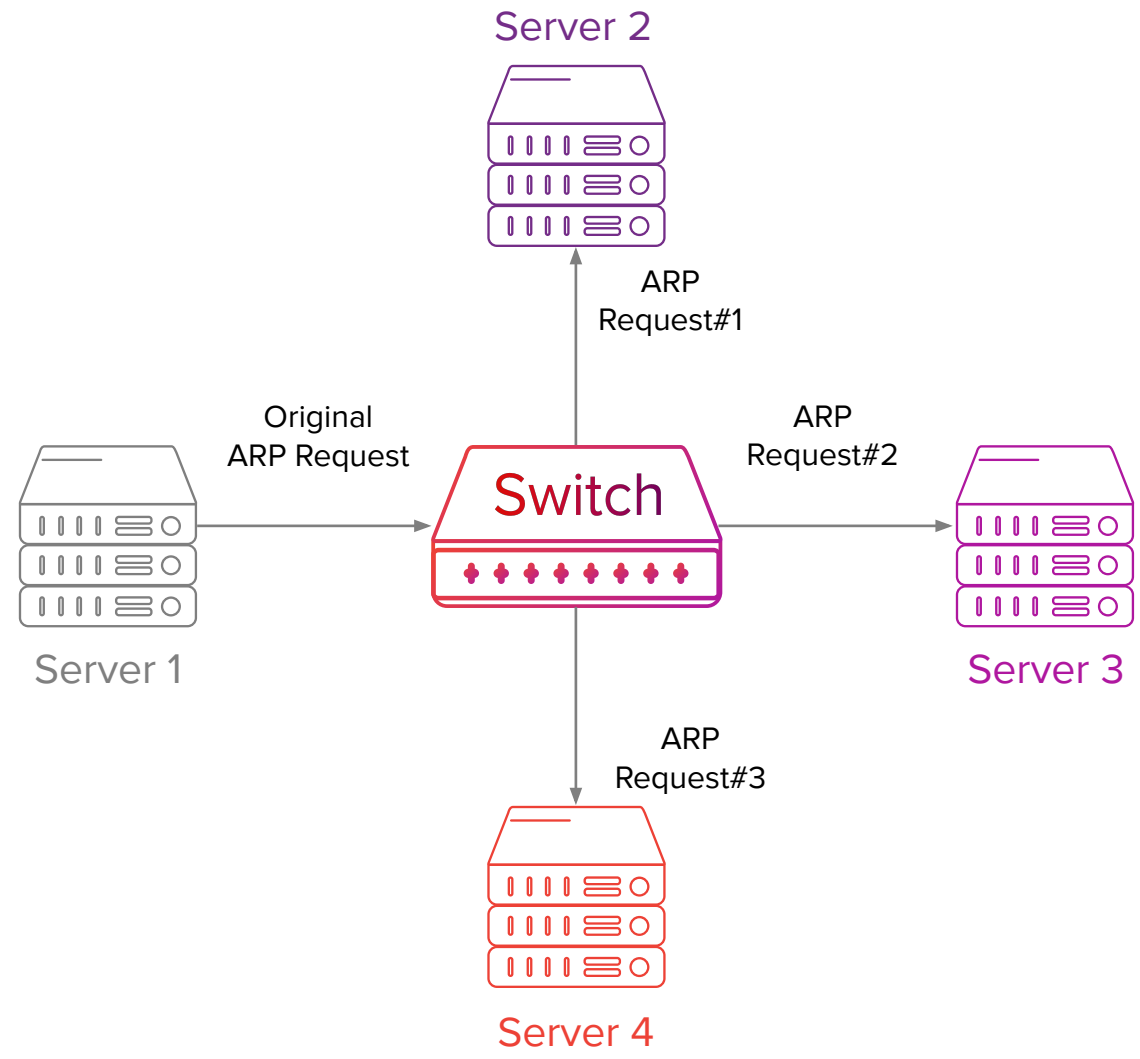 Server 2
ARP
Request#1
Original
ARP Request
ARP
Request#2
Switch
Server 1
Server 3
ARP
Request#3
Server 4